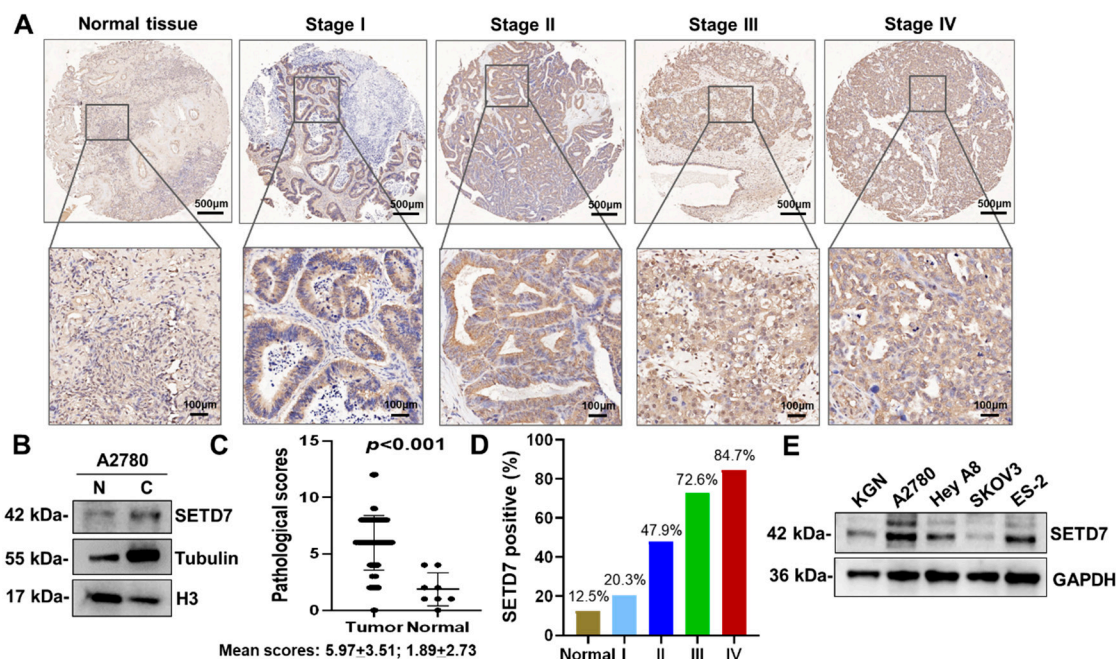 A
Normal tissue Stage I Stage II Stage III Stage IV
500μm 500μm 500μm 500μm 500μm
100μm 100μm 100μm 100μm 100μm
B
A2780
N C
42 kDa- SETD7
55 kDa- Tubulin
17 kDa- H3
C
p<0.001
Pathological scores
15
10
5
0
Tumor Normal
Mean scores: 5.97±3.51; 1.89±2.73
D
SETD7 positive (%)
100
80
60
40
20
0
12.5% 20.3% 47.9% 72.6% 84.7%
Normal I II III IV
E
KGN A2780 Hey A8 SKOV3 ES-2
42 kDa- SETD7
36 kDa- GAPDH